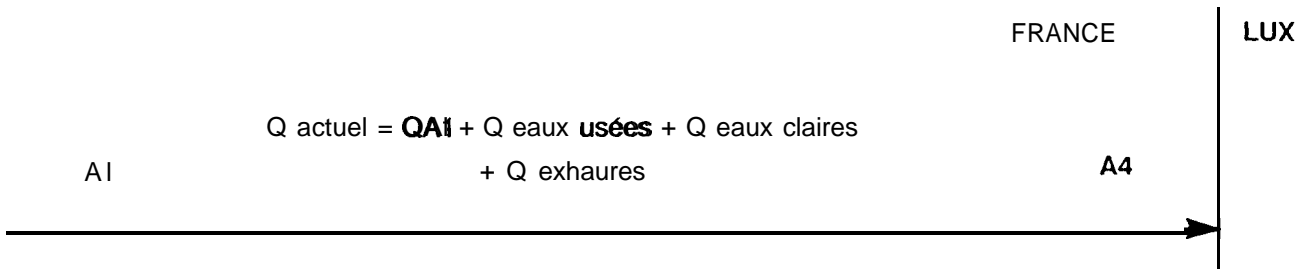 FRANCE LUX
Q actuel = QA1 + Q eaux usées + Q eaux claires
A1 + Q exhaures A4